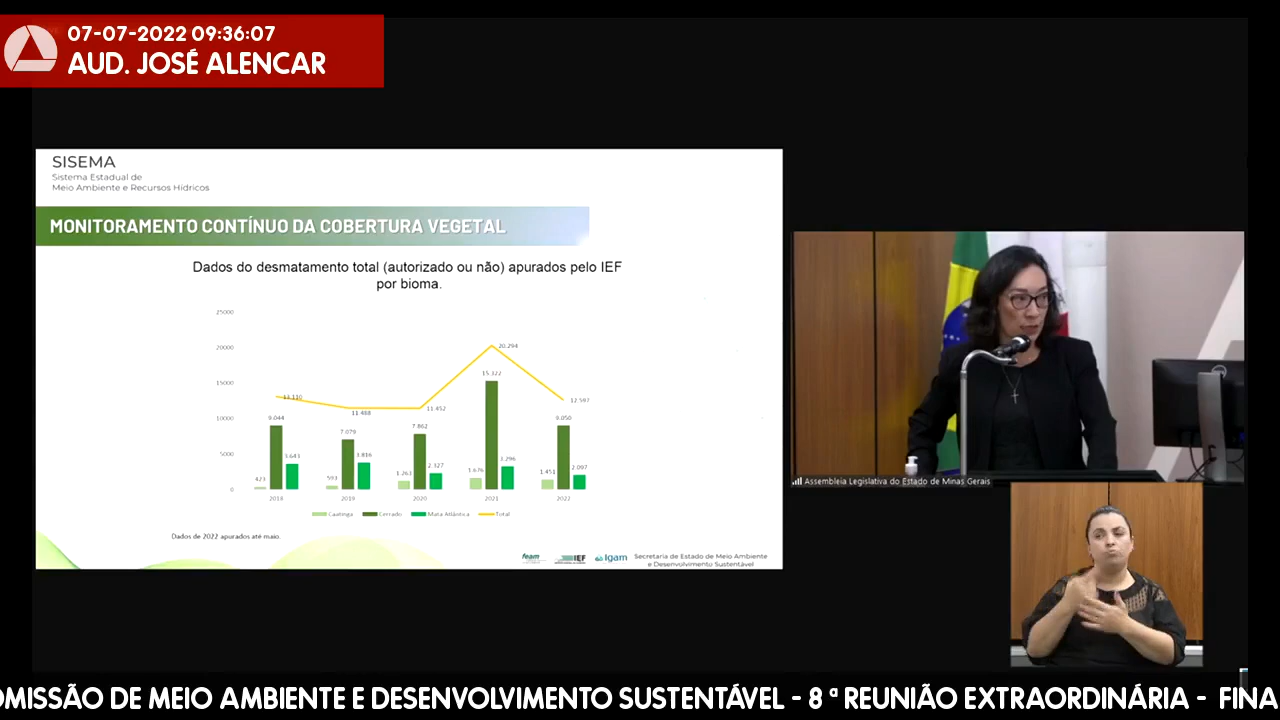 07-07-2022 09:36:07
AUD. JOSÉ ALENCAR
SISEMA
Sistema Estadual de
Meio Ambiente e Recursos Hídricos
MONITORAMENTO CONTÍNUO DA COBERTURA VEGETAL
Dados do desmatamento total (autorizado ou não) apurados pelo IEF
por bioma.
25000
20000
15000
10000
5000
0
13.110
11.488
11.452
20.294
12.597
423
9.044
3.643
593
7.079
3.816
1.263
7.862
2.327
1.676
15.322
3.296
1.451
9.050
2.097
2018
2019
2020
2021
2022
Caatinga
Cerrado
Mata Atlântica
Total
Dados de 2022 apurados até maio.
feam
IEF
Igam
Secretaria de Estado de Meio Ambiente
e Desenvolvimento Sustentável
Assembleia Legislativa do Estado de Minas Gerais
OMISSÃO DE MEIO AMBIENTE E DESENVOLVIMENTO SUSTENTÁVEL - 8 ª REUNIÃO EXTRAORDINÁRIA - FINA